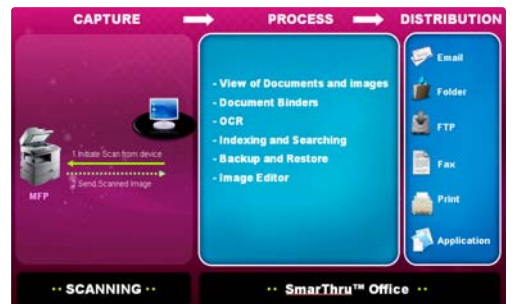 CAPTURE
PROCESS
DISTRIBUTION
1.Initiate Scan from device
2.Send Scanned Image
MFP
- View of Documents and images
- Document Binders
- OCR
- Indexing and Searching
- Backup and Restore
- Image Editor
Email
Folder
FTP
Fax
Print
Application
·· SCANNING ··
·· SmarThru™ Office ··